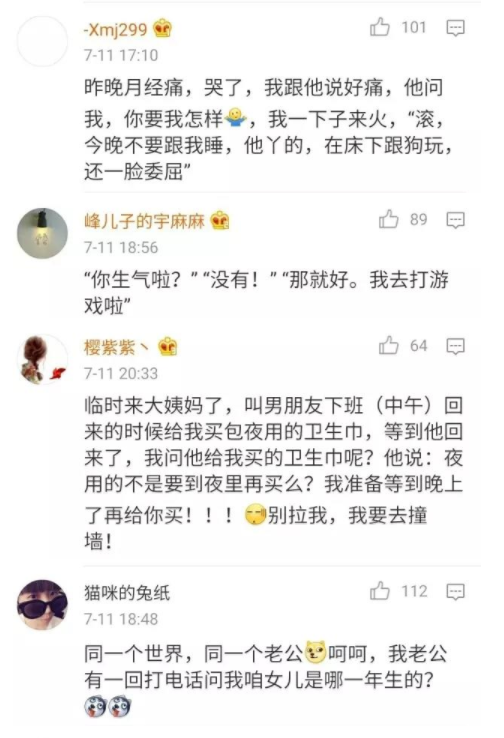 -Xmj299
101
7-11 17:10
昨晚月经痛，哭了，我跟他说好痛，他问
我，你要我怎样🤷‍♂️，我一下子来火，“滚，
今晚不要跟我睡，他丫的，在床下跟狗玩，
还一脸委屈”
峰儿子的宇麻麻
89
7-11 18:56
“你生气啦？”“没有！”“那就好。我去打游
戏啦”
樱紫紫丶
64
7-11 20:33
临时来大姨妈了，叫男朋友下班（中午）回
来的时候给我买包夜用的卫生巾，等到他回
来了，我问他给我买的卫生巾呢？他说：夜
用的不是要到夜里再买么？我准备等到晚上
了再给你买！！！别拉我，我要去撞
墙！
猫咪的兔纸
112
7-11 18:48
同一个世界，同一个老公呵呵，我老公
有一回打电话问我咱女儿是哪一年生的？